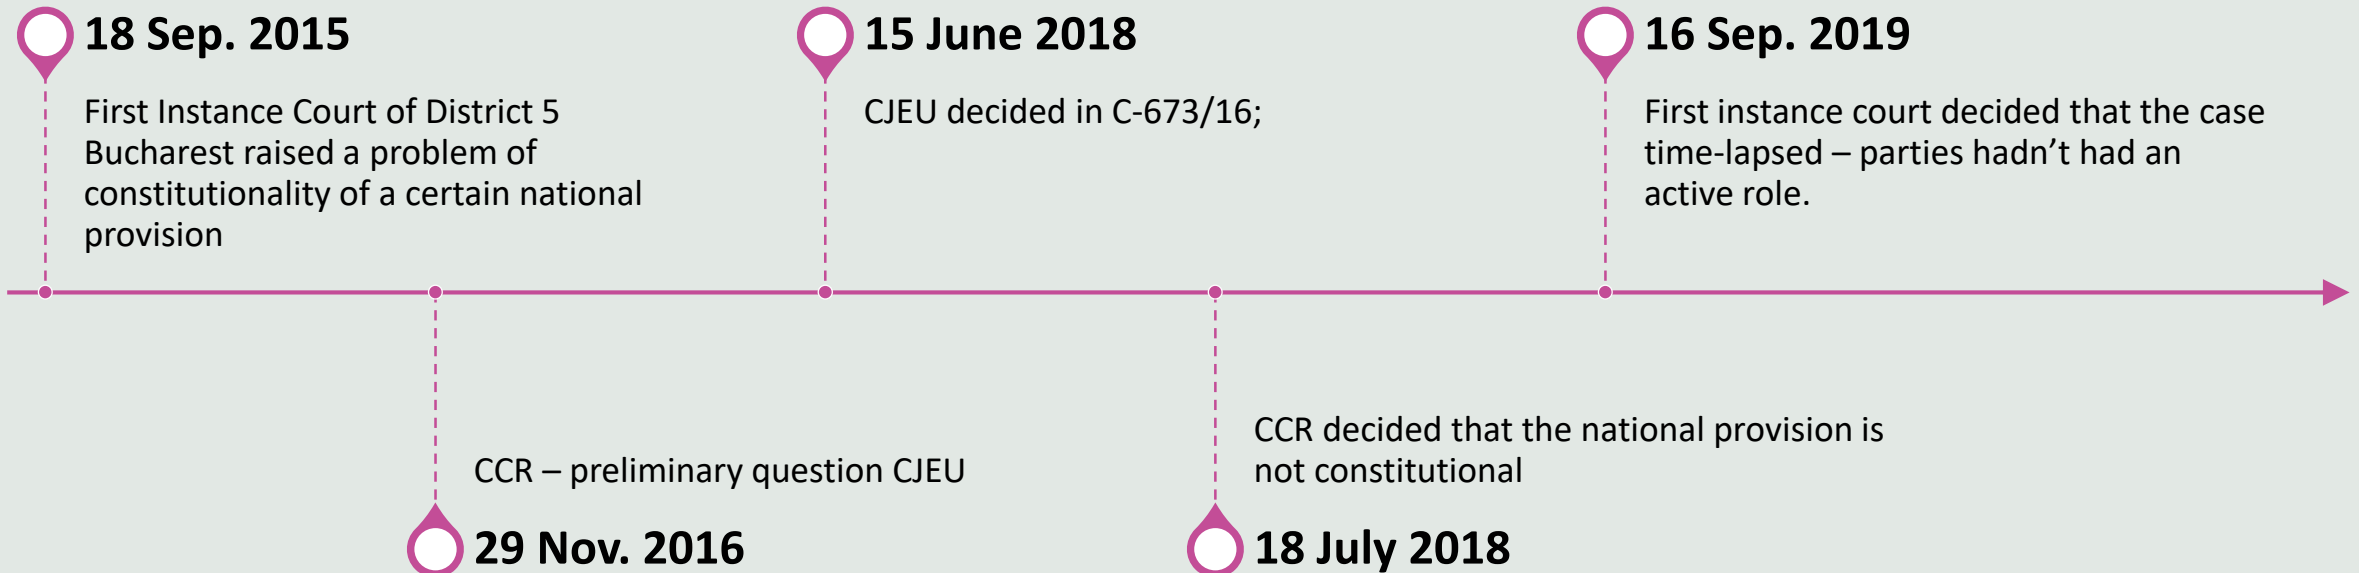 18 Sep. 2015
First Instance Court of District 5
Bucharest raised a problem of
constitutionality of a certain national
provision
CCR – preliminary question CJEU
29 Nov. 2016
15 June 2018
CJEU decided in C-673/16;
CCR decided that the national provision is
not constitutional
18 July 2018
16 Sep. 2019
First instance court decided that the case
time-lapsed – parties hadn’t had an
active role.